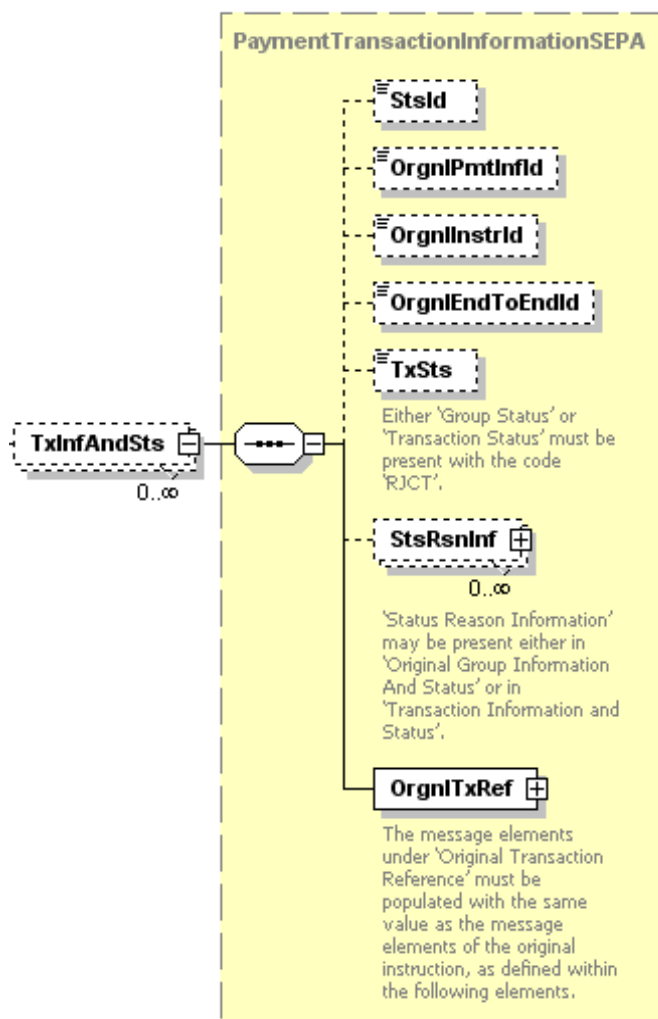 PaymentTransactionInformationSEPA
StsId
OrgnlPmtInfId
OrgnlInstrId
OrgnlEndToEndId
TxSts
Either 'Group Status' or
'Transaction Status' must be
present with the code
'RJCT'.
TxInfAndSts
0..∞
StsRsnInf
0..∞
'Status Reason Information'
may be present either in
'Original Group Information
And Status' or in
'Transaction Information and
Status'.
OrgnlTxRef
The message elements
under 'Original Transaction
Reference' must be
populated with the same
value as the message
elements of the original
instruction, as defined within
the following elements.